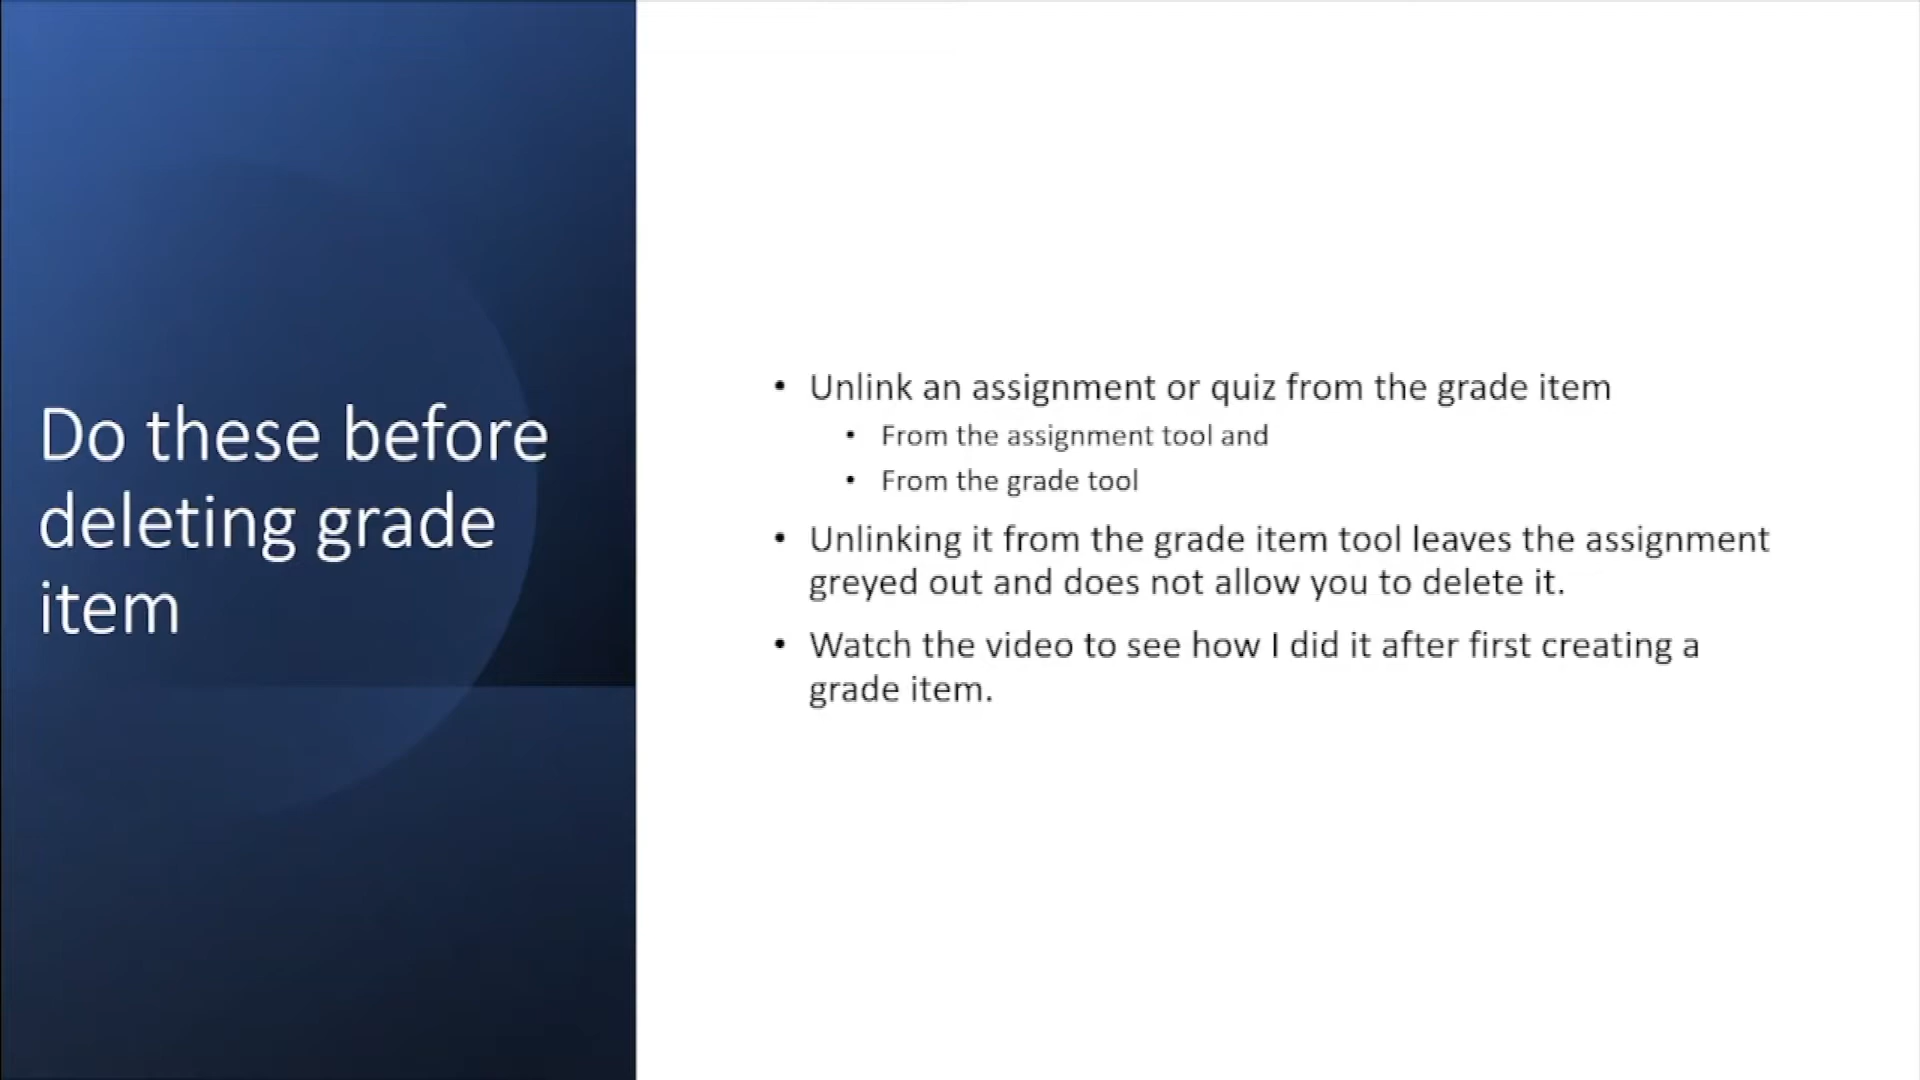 Do these before
deleting grade
item
• Unlink an assignment or quiz from the grade item
• From the assignment tool and
• From the grade tool
• Unlinking it from the grade item tool leaves the assignment
greyed out and does not allow you to delete it.
• Watch the video to see how I did it after first creating a
grade item.